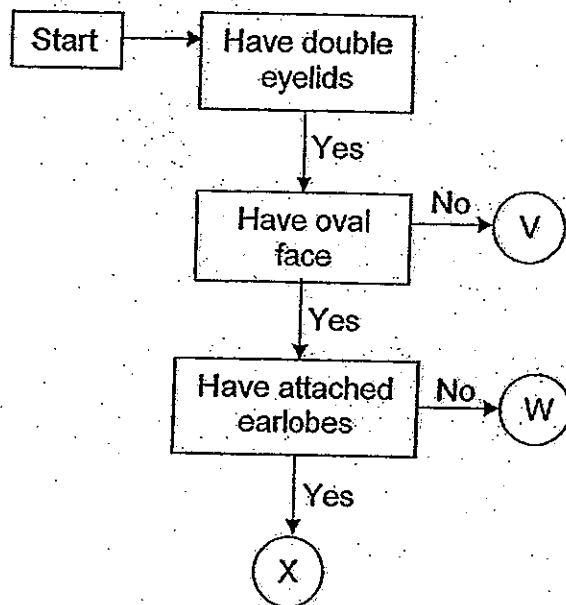 Start
Have double
eyelids
Yes
Have oval
face
No
V
Yes
Have attached
earlobes
No
W
Yes
X